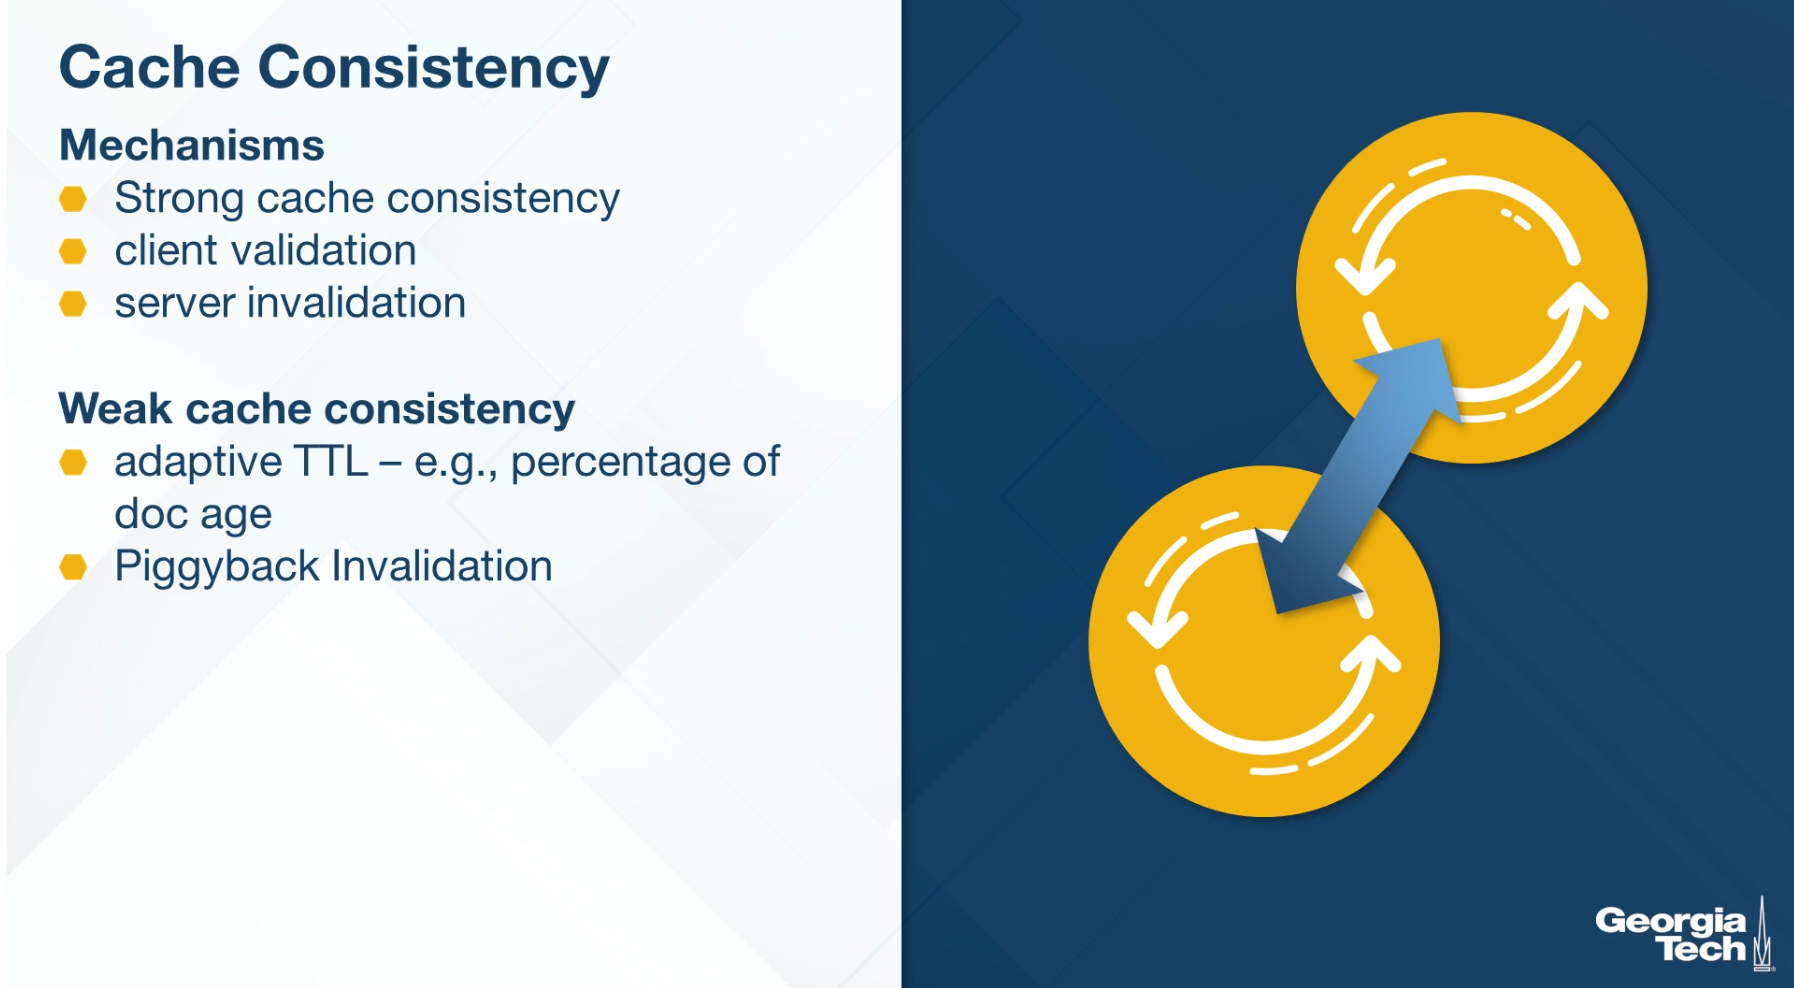 Cache Consistency
Mechanisms
Strong cache consistency
client validation
server invalidation
Weak cache consistency
adaptive TTL – e.g., percentage of
doc age
Piggyback Invalidation
Georgia
Tech